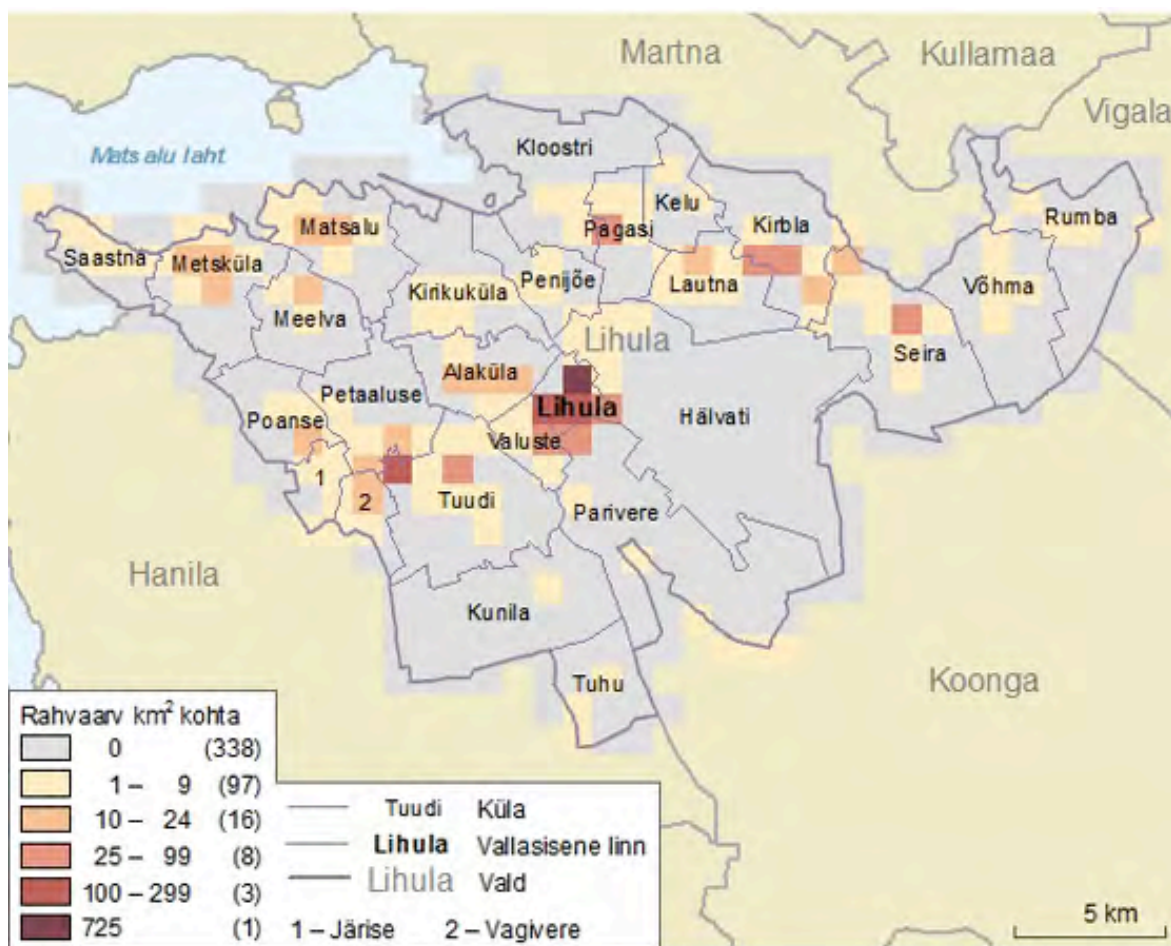 Martna
Kullamaa
Vigala
Kloostri
Matsalu laht
Kelu
Rumba
Matsalu
Pagasi
Kirbla
Saastna
Metsküla
Penijõe
Lautna
Võhma
Kirikuküla
Meelva
Lihula
Seira
Alaküla
Petaaluse
Lihula
Hälvati
Poanse
Valuste
1
2
Tuudi
Parivere
Hanila
Kunila
Koonga
Tuhu
Rahvaarv km² kohta
0 (338)
1 – 9 (97)
10 – 24 (16)
25 – 99 (8)
100 – 299 (3)
725 (1)
Tuudi Küla
Lihula Vallasisene linn
Lihula Vald
1 – Järise 2 – Vagivere
5 km